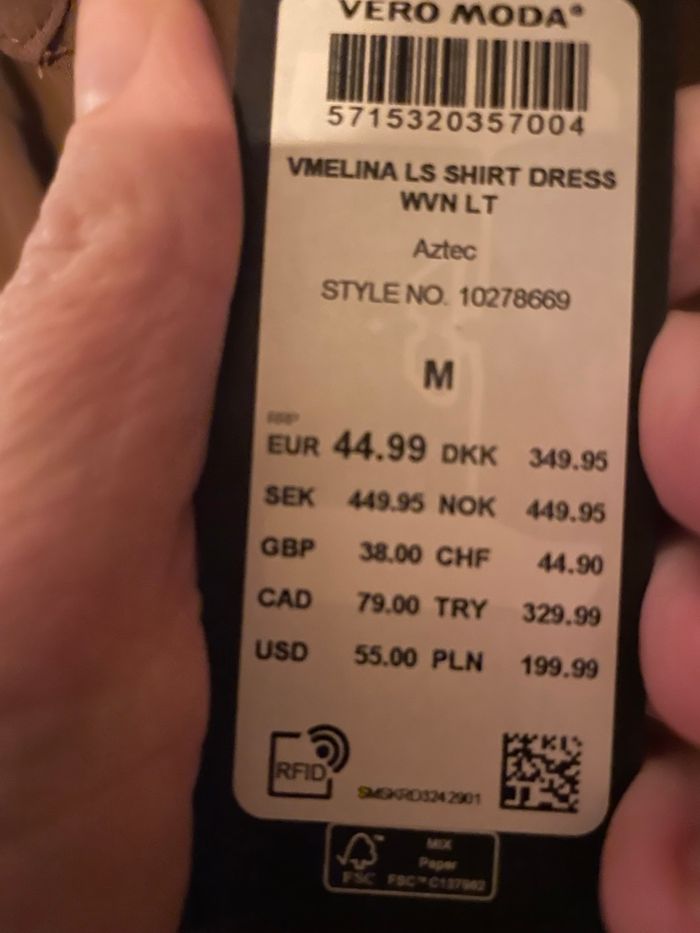 VERO MODA®
5715320357004
VMELINA LS SHIRT DRESS
WVN LT
Aztec
STYLE NO. 10278669
M
RRP
EUR 44.99 DKK 349.95
SEK 449.95 NOK 449.95
GBP 38.00 CHF 44.90
CAD 79.00 TRY 329.99
USD 55.00 PLN 199.99
RFID
MIX
Paper
FSC FSC™